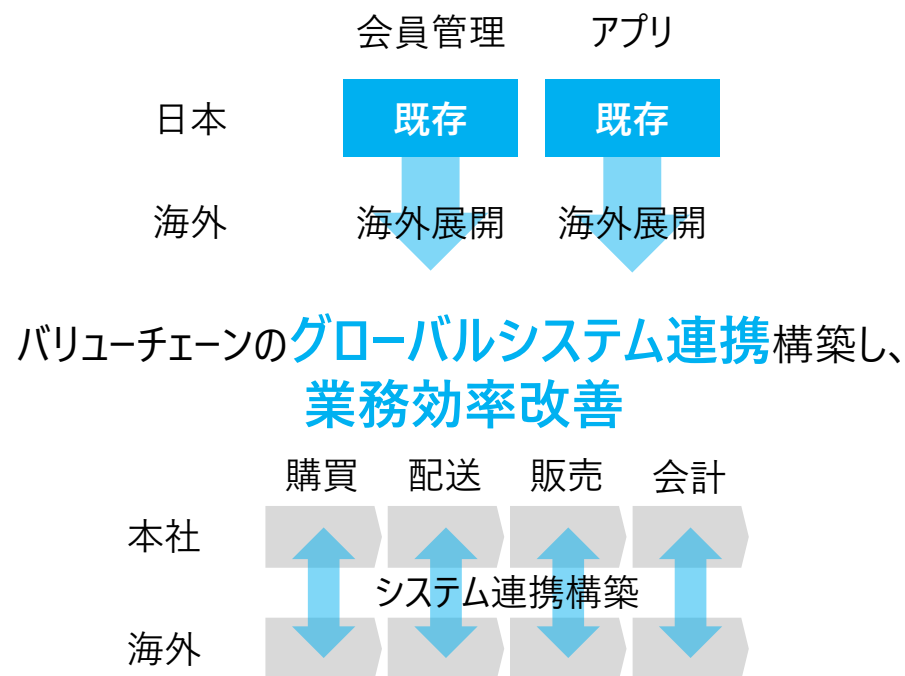 会員管理 アプリ
日本 既存 既存
海外 海外展開 海外展開
バリューチェーンのグローバルシステム連携構築し、
業務効率改善
購買 配送 販売 会計
本社
システム連携構築
海外